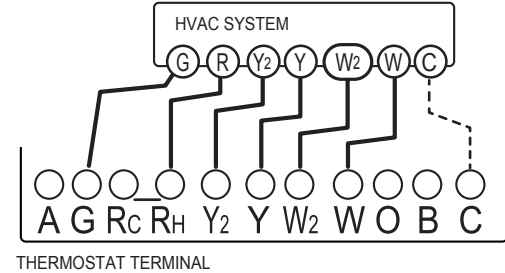 HVAC SYSTEM
G R Y2 Y W2 W C
A G RC RH Y2 Y W2 W O B C
THERMOSTAT TERMINAL